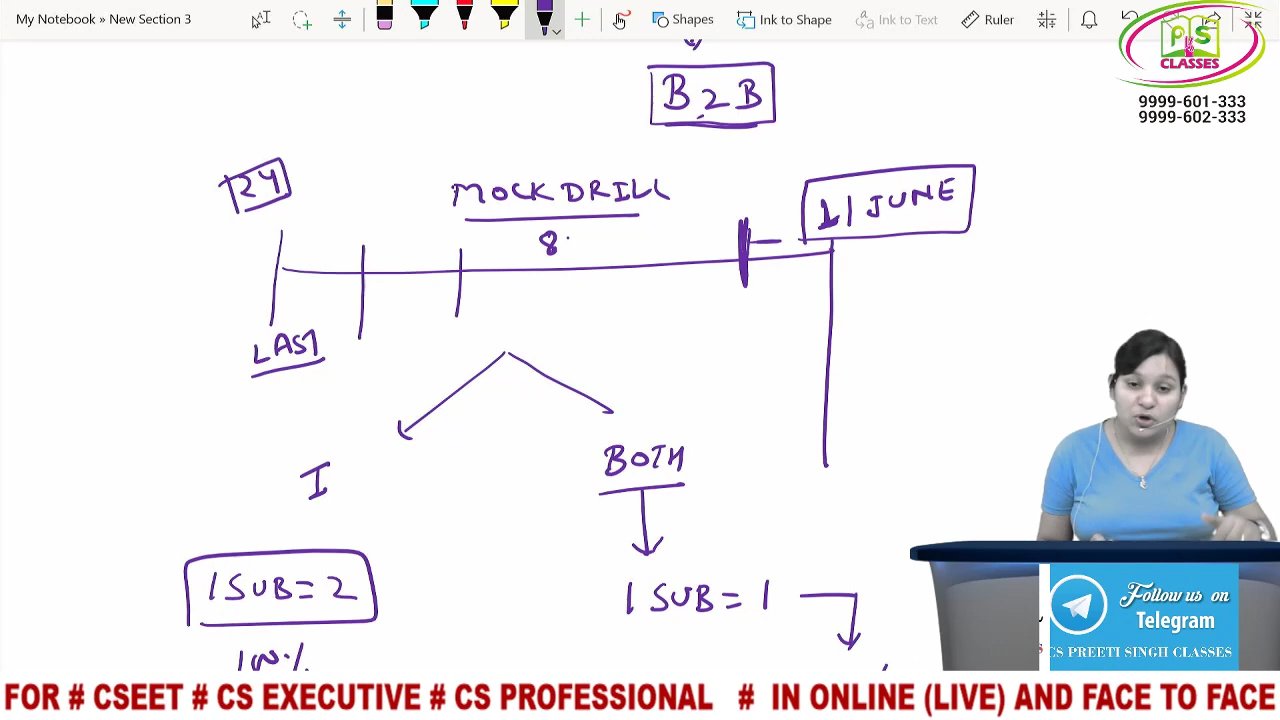 My Notebook » New Section 3
Shapes
Ink to Shape
Ink to Text
Ruler
PS
CLASSES
9999-601-333
9999-602-333
B2B
24
MOCK DRILL
11 JUNE
8
LAST
I
BOTH
1 SUB = 2
1 SUB = 1
100%
Follow us on
Telegram
CS PREETI SINGH CLASSES
FOR # CSEET # CS EXECUTIVE # CS PROFESSIONAL # IN ONLINE (LIVE) AND FACE TO FACE